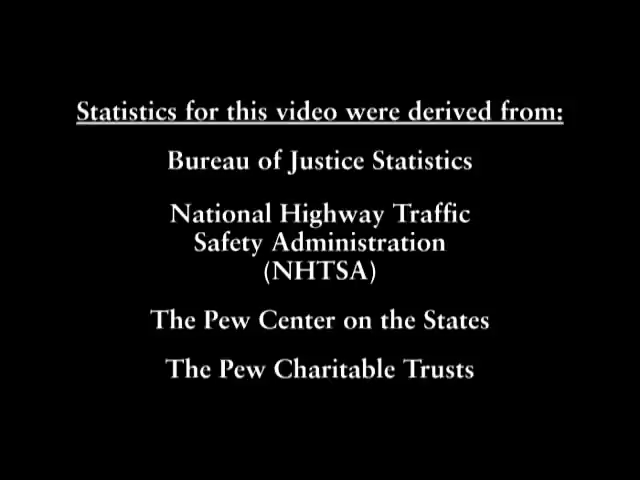 Statistics for this video were derived from:
Bureau of Justice Statistics
National Highway Traffic
Safety Administration
(NHTSA)
The Pew Center on the States
The Pew Charitable Trusts